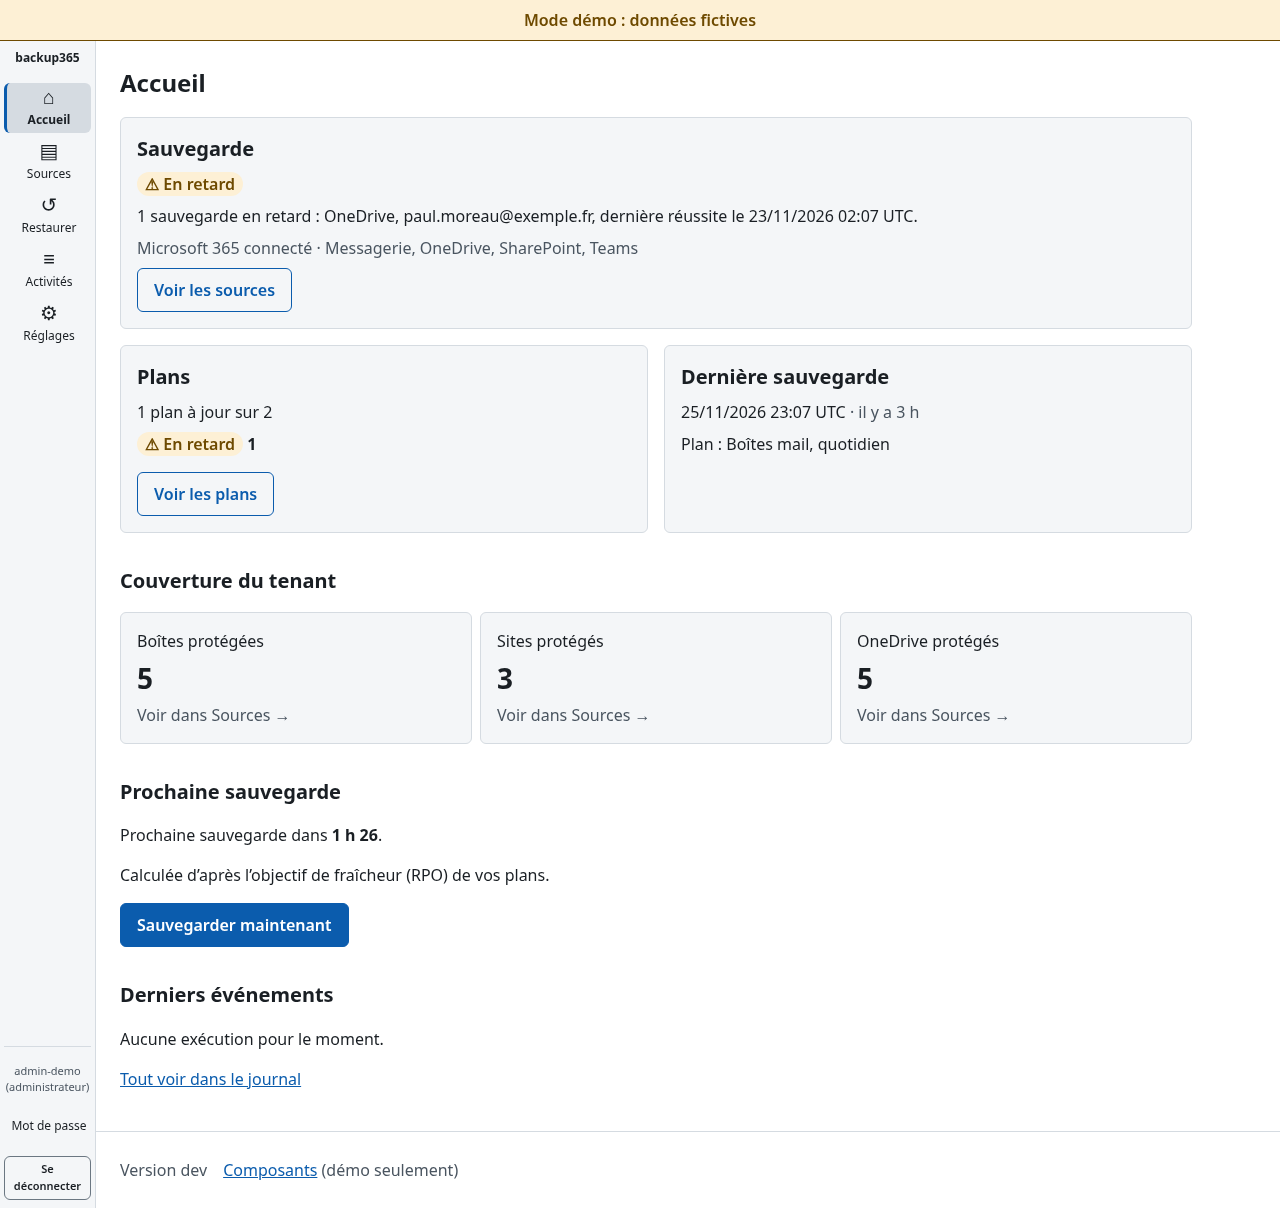 Mode démo : données fictives
backup365
Accueil
Sources
Restaurer
Activités
Réglages
admin-demo
(administrateur)
Mot de passe
Se
déconnecter
Accueil
Sauvegarde
⚠ En retard
1 sauvegarde en retard : OneDrive, paul.moreau@exemple.fr, dernière réussite le 23/11/2026 02:07 UTC.
Microsoft 365 connecté · Messagerie, OneDrive, SharePoint, Teams
Voir les sources
Plans
1 plan à jour sur 2
⚠ En retard 1
Voir les plans
Dernière sauvegarde
25/11/2026 23:07 UTC · il y a 3 h
Plan : Boîtes mail, quotidien
Couverture du tenant
Boîtes protégées
5
Voir dans Sources →
Sites protégés
3
Voir dans Sources →
OneDrive protégés
5
Voir dans Sources →
Prochaine sauvegarde
Prochaine sauvegarde dans 1 h 26.
Calculée d’après l’objectif de fraîcheur (RPO) de vos plans.
Sauvegarder maintenant
Derniers événements
Aucune exécution pour le moment.
Tout voir dans le journal
Version dev Composants (démo seulement)